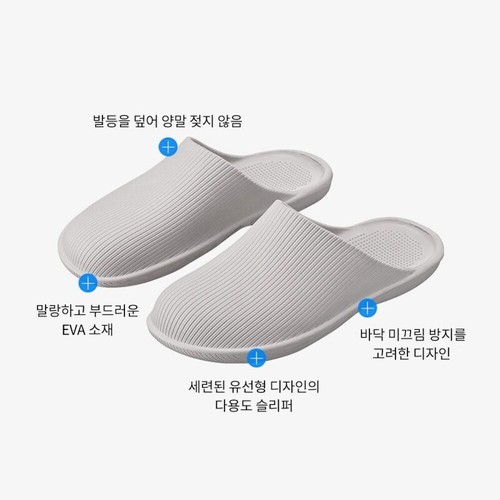 발등을 덮어 양말 젖지 않음
말랑하고 부드러운
EVA 소재
바닥 미끄럼 방지를
고려한 디자인
세련된 유선형 디자인의
다용도 슬리퍼